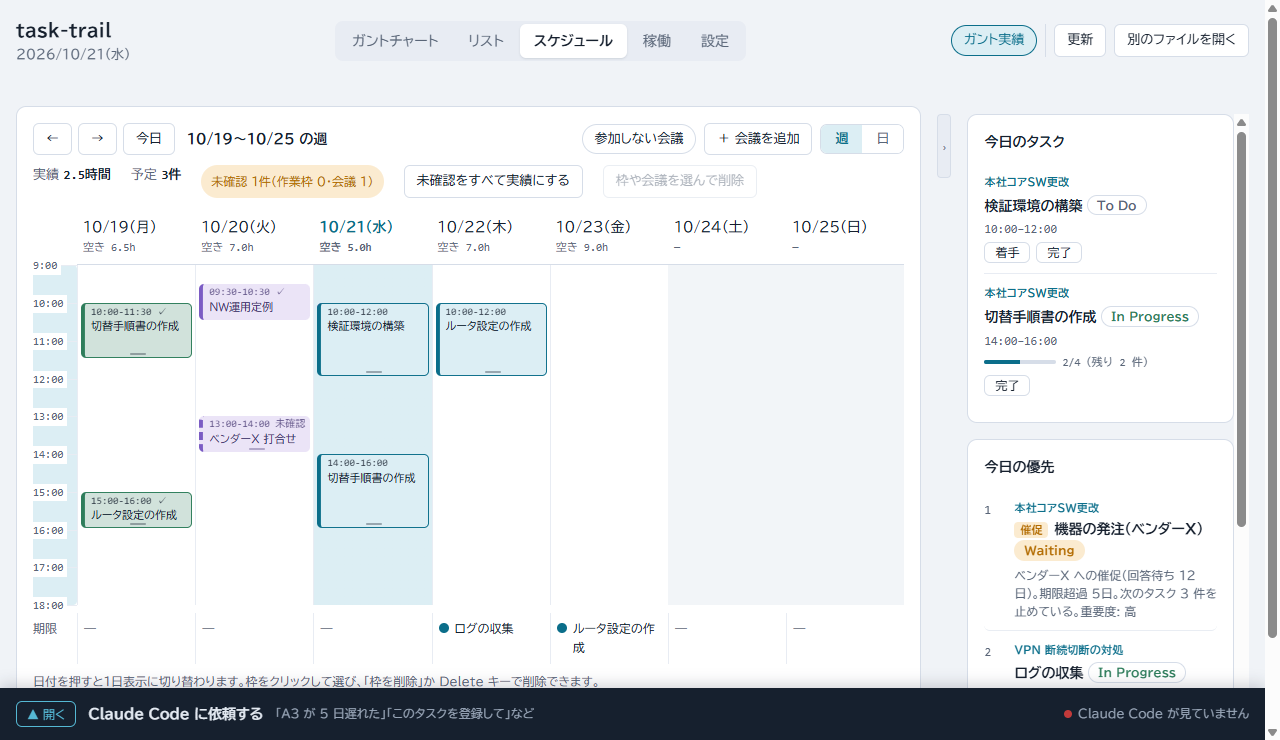 task-trail
2026/10/21(水)
ガントチャート リスト スケジュール 稼働 設定
ガント実績 更新 別のファイルを開く
← → 今日 10/19〜10/25 の週 参加しない会議 + 会議を追加 週 日
実績 2.5時間 予定 3件 未確認 1件(作業枠 0・会議 1) 未確認をすべて実績にする 枠や会議を選んで削除
10/19(月) 10/20(火) 10/21(水) 10/22(木) 10/23(金) 10/24(土) 10/25(日)
空き 6.5h 空き 7.0h 空き 5.0h 空き 7.0h 空き 9.0h — —
9:00
10:00
11:00
12:00
13:00
14:00
15:00
16:00
17:00
18:00
10:00-11:30 ✓
切替手順書の作成
15:00-16:00 ✓
ルータ設定の作成
09:30-10:30 ✓
NW運用定例
13:00-14:00 未確認
ベンダーX 打合せ
10:00-12:00
検証環境の構築
14:00-16:00
切替手順書の作成
10:00-12:00
ルータ設定の作成
期限 — — — ログの収集 ルータ設定の作成 — —
日付を押すと1日表示に切り替わります。枠をクリックして選び、「枠を削除」か Delete キーで削除できます。
›
今日のタスク
本社コアSW更改
検証環境の構築 To Do
10:00-12:00
着手 完了
本社コアSW更改
切替手順書の作成 In Progress
14:00-16:00
2/4 (残り 2 件)
完了
今日の優先
1 本社コアSW更改
催促 機器の発注(ベンダーX)
Waiting
ベンダーX への催促(回答待ち 12
日)。期限超過 5日。次のタスク 3 件を
止めている。重要度: 高
2 VPN 断続切断の対処
ログの収集 In Progress
▲ 開く Claude Code に依頼する 「A3 が 5 日遅れた」「このタスクを登録して」など Claude Code が見ていません